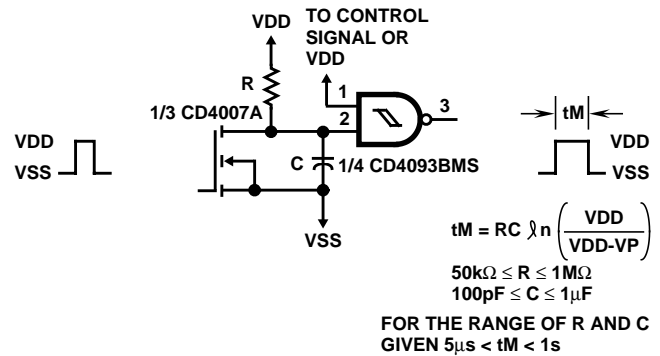 VDD
TO CONTROL
SIGNAL OR
VDD
R
1
1/3 CD4007A
2
3
C
1/4 CD4093BMS
VSS
VDD
VSS
tM
VDD
VSS
tM = RC ℓn (VDD / VDD-VP)
50kΩ ≤ R ≤ 1MΩ
100pF ≤ C ≤ 1µF
FOR THE RANGE OF R AND C
GIVEN 5µs < tM < 1s